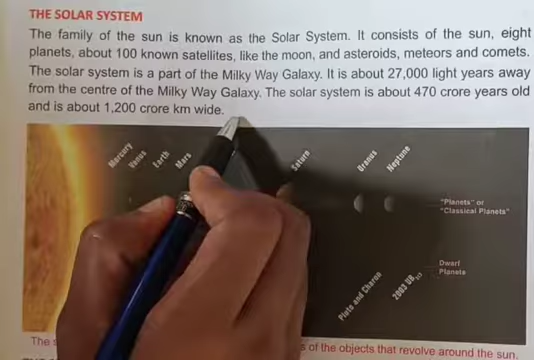 THE SOLAR SYSTEM
The family of the sun is known as the Solar System. It consists of the sun, eight
planets, about 100 known satellites, like the moon, and asteroids, meteors and comets.
The solar system is a part of the Milky Way Galaxy. It is about 27,000 light years away
from the centre of the Milky Way Galaxy. The solar system is about 470 crore years old
and is about 1,200 crore km wide.
Mercury
Venus
Earth
Mars
Saturn
Uranus
Neptune
"Planets" or
"Classical Planets"
Dwarf
Planets
Pluto and Charon
2003 UB
The
of the objects that revolve around the sun.